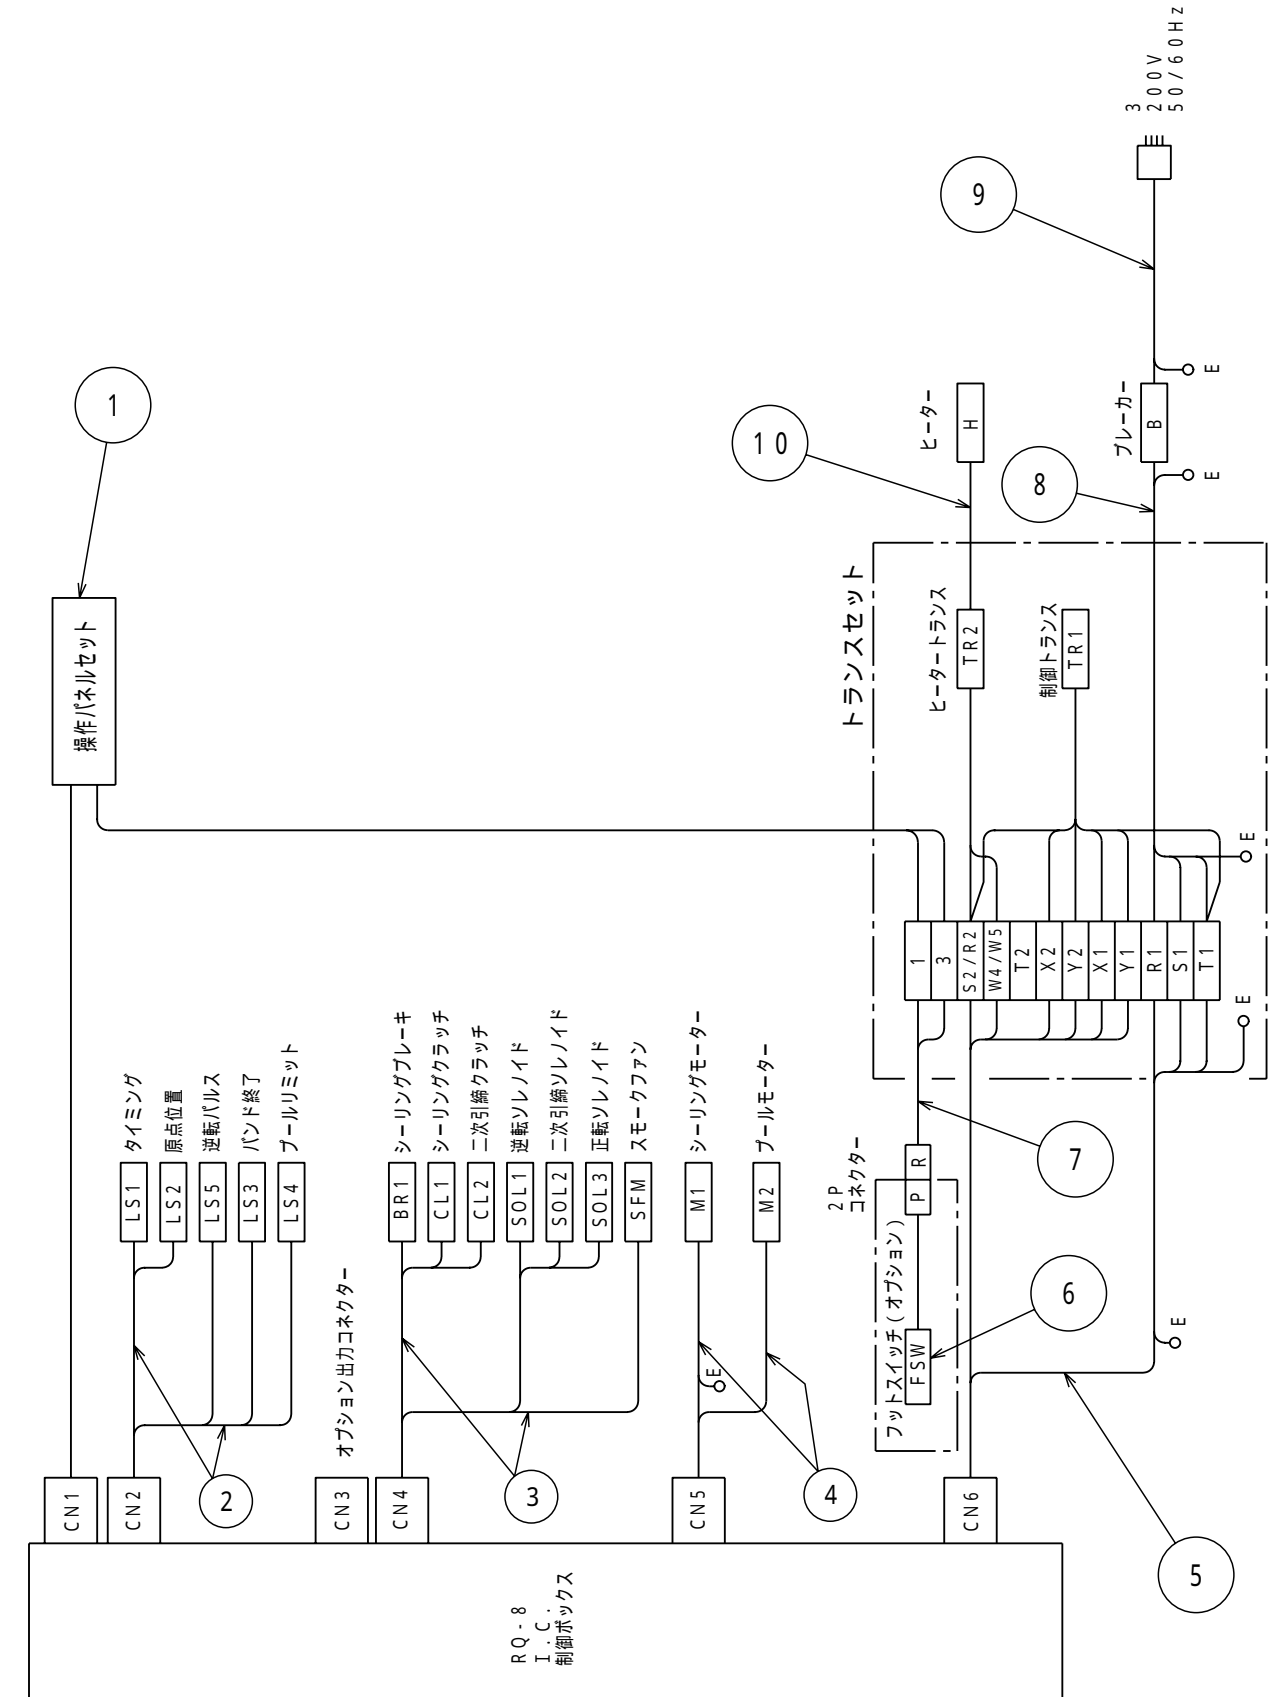 3
200V
50/60Hz
9
1
10
8
ヒーター
H
ブレーカー
B
E
E
操作パネルセット
トランスセット
ヒータートランス
TR2
制御トランス
TR1
E
1
3
S2/R2
W4/W5
T2
X2
Y2
X1
Y1
R1
S1
T1
E
LS1
タイミング
LS2
原点位置
LS5
逆転パルス
LS3
バンド終了
LS4
プールリミット
BR1
シーリングブレーキ
CL1
シーリングクラッチ
CL2
二次引締クラッチ
SOL1
逆転ソレノイド
SOL2
二次引締ソレノイド
SOL3
正転ソレノイド
SFM
スモークファン
M1
シーリングモーター
M2
プールモーター
E
2P
コネクター
R
P
7
フットスイッチ(オプション)
FSW
6
E
オプション出力コネクター
2
3
4
5
CN1
CN2
CN3
CN4
CN5
CN6
RQ-8
I.C.
制御ボックス